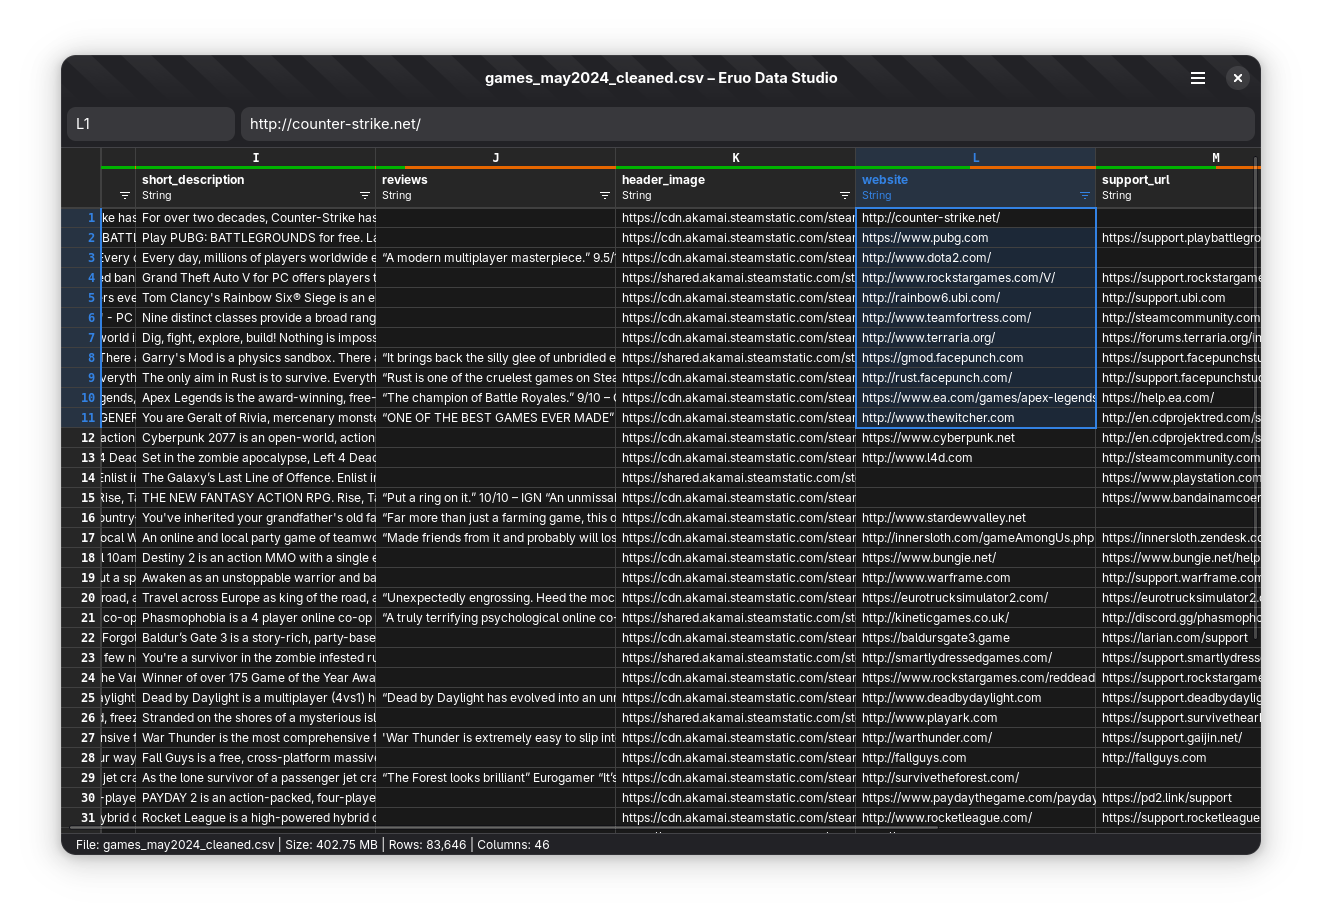 games_may2024_cleaned.csv – Eruo Data Studio
L1 http://counter-strike.net/
I J K L M
short_description reviews header_image website support_url
String String String String String
1 ke has For over two decades, Counter-Strike has https://cdn.akamai.steamstatic.com/stear http://counter-strike.net/
2 BATTL Play PUBG: BATTLEGROUNDS for free. La https://cdn.akamai.steamstatic.com/stear https://www.pubg.com https://support.playbattlegro
3 Every d Every day, millions of players worldwide e “A modern multiplayer masterpiece.” 9.5/ https://cdn.akamai.steamstatic.com/stear http://www.dota2.com/
4 ed ban Grand Theft Auto V for PC offers players t https://shared.akamai.steamstatic.com/st http://www.rockstargames.com/V/ https://support.rockstargame
5 rs eve Tom Clancy's Rainbow Six® Siege is an e https://cdn.akamai.steamstatic.com/stear http://rainbow6.ubi.com/ http://support.ubi.com
6 ' - PC Nine distinct classes provide a broad rang https://cdn.akamai.steamstatic.com/stear http://www.teamfortress.com/ http://steamcommunity.com
7 world i Dig, fight, explore, build! Nothing is imposs https://cdn.akamai.steamstatic.com/stear http://www.terraria.org/ https://forums.terraria.org/in
8 There a Garry's Mod is a physics sandbox. There a “It brings back the silly glee of unbridled e https://shared.akamai.steamstatic.com/st https://gmod.facepunch.com https://support.facepunchstu
9 veryth The only aim in Rust is to survive. Everyth “Rust is one of the cruelest games on Stea https://cdn.akamai.steamstatic.com/stear http://rust.facepunch.com/ http://support.facepunchstud
10 gends, Apex Legends is the award-winning, free- “The champion of Battle Royales.” 9/10 – https://cdn.akamai.steamstatic.com/stear https://www.ea.com/games/apex-legends https://help.ea.com/
11 GENER You are Geralt of Rivia, mercenary monste “ONE OF THE BEST GAMES EVER MADE” https://cdn.akamai.steamstatic.com/stear http://www.thewitcher.com http://en.cdprojektred.com/s
12 action Cyberpunk 2077 is an open-world, action https://cdn.akamai.steamstatic.com/stear https://www.cyberpunk.net http://en.cdprojektred.com/s
13 4 Dead Set in the zombie apocalypse, Left 4 Dead https://cdn.akamai.steamstatic.com/stear http://www.l4d.com http://steamcommunity.com
14 Enlist in The Galaxy’s Last Line of Offence. Enlist in https://shared.akamai.steamstatic.com/st https://www.playstation.com
15 Rise, Ta THE NEW FANTASY ACTION RPG. Rise, Ta “Put a ring on it.” 10/10 – IGN “An unmissal https://cdn.akamai.steamstatic.com/stear https://www.bandainamcoen
16 ountry- You've inherited your grandfather's old fa “Far more than just a farming game, this o https://cdn.akamai.steamstatic.com/stear http://www.stardewvalley.net
17 ocal W An online and local party game of teamwo “Made friends from it and probably will los https://cdn.akamai.steamstatic.com/stear http://innersloth.com/gameAmongUs.php https://innersloth.zendesk.co
18 l 10am Destiny 2 is an action MMO with a single e https://cdn.akamai.steamstatic.com/stear https://www.bungie.net/ https://www.bungie.net/help
19 ut a sp Awaken as an unstoppable warrior and ba https://cdn.akamai.steamstatic.com/stear http://www.warframe.com http://support.warframe.com
20 road, a Travel across Europe as king of the road, a “Unexpectedly engrossing. Heed the moc https://cdn.akamai.steamstatic.com/stear https://eurotrucksimulator2.com/ https://eurotrucksimulator2.c
21 co-op Phasmophobia is a 4 player online co-op “A truly terrifying psychological online co- https://cdn.akamai.steamstatic.com/stear http://kineticgames.co.uk/ http://discord.gg/phasmopho
22 Forgot Baldur’s Gate 3 is a story-rich, party-base https://cdn.akamai.steamstatic.com/stear https://baldursgate3.game https://larian.com/support
23 few n You're a survivor in the zombie infested ru https://shared.akamai.steamstatic.com/st http://smartlydressedgames.com/ https://support.smartlydresse
24 he Var Winner of over 175 Game of the Year Awa https://cdn.akamai.steamstatic.com/stear https://www.rockstargames.com/reddead https://support.rockstargame
25 aylight Dead by Daylight is a multiplayer (4vs1) h “Dead by Daylight has evolved into an unr https://cdn.akamai.steamstatic.com/stear http://www.deadbydaylight.com https://support.deadbydaylig
26 d, freez Stranded on the shores of a mysterious isl https://shared.akamai.steamstatic.com/st http://www.playark.com https://support.survivetheark
27 nsive f War Thunder is the most comprehensive f 'War Thunder is extremely easy to slip int https://cdn.akamai.steamstatic.com/stear http://warthunder.com/ https://support.gaijin.net/
28 ur way Fall Guys is a free, cross-platform massive https://cdn.akamai.steamstatic.com/stear http://fallguys.com http://fallguys.com
29 jet cra As the lone survivor of a passenger jet cra “The Forest looks brilliant” Eurogamer “It's https://cdn.akamai.steamstatic.com/stear http://survivetheforest.com/
30 -playe PAYDAY 2 is an action-packed, four-playe https://cdn.akamai.steamstatic.com/stear https://www.paydaythegame.com/payday https://pd2.link/support
31 ybrid o Rocket League is a high-powered hybrid o https://cdn.akamai.steamstatic.com/stear https://www.rocketleague.com/ https://support.rocketleague
File: games_may2024_cleaned.csv | Size: 402.75 MB | Rows: 83,646 | Columns: 46